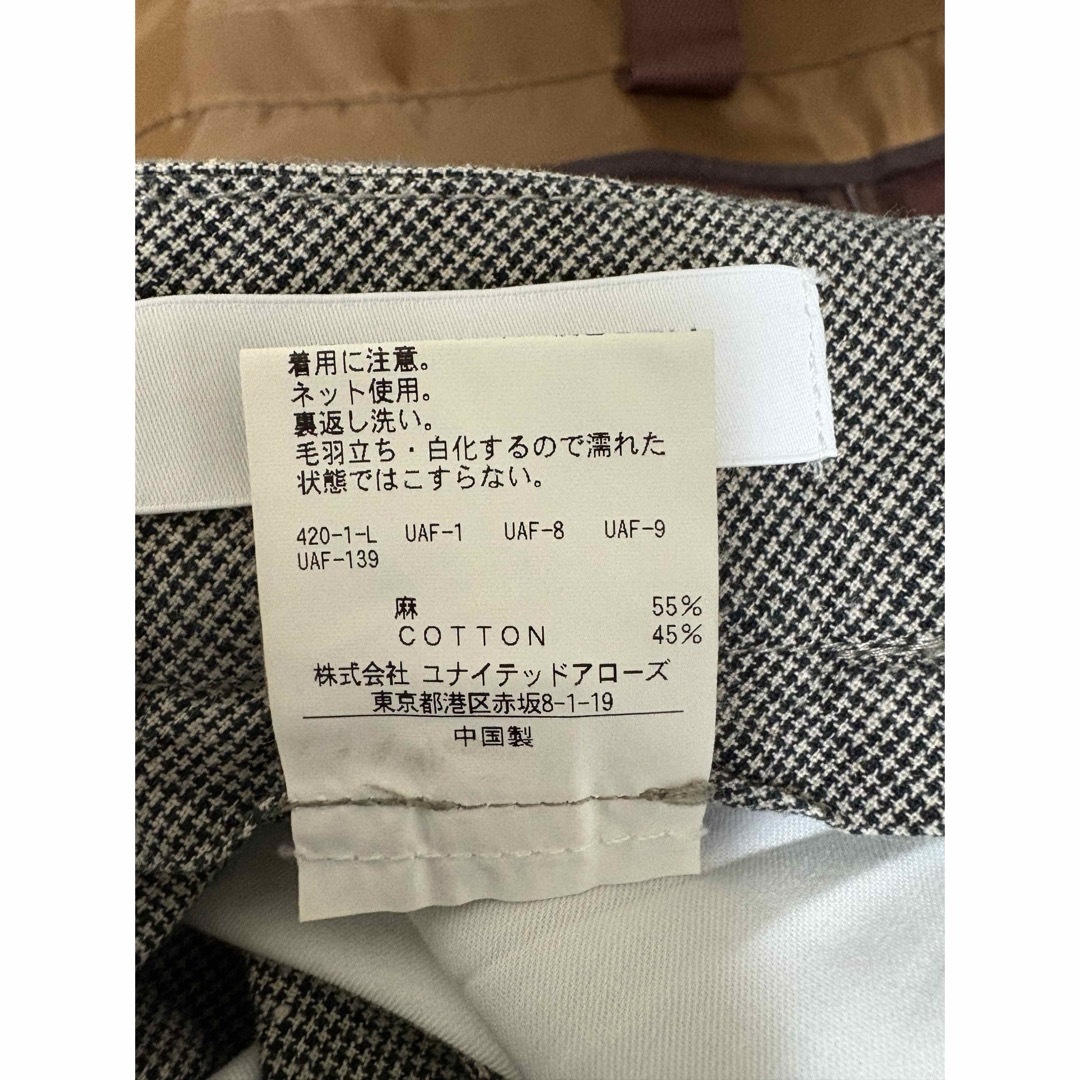 着用に注意。
ネット使用。
裏返し洗い。
毛羽立ち・白化するので濡れた
状態ではこすらない。
420-1-L UAF-1 UAF-8 UAF-9
UAF-139
麻 55%
COTTON 45%
株式会社 ユナイテッドアローズ
東京都港区赤坂8-1-19
中国製